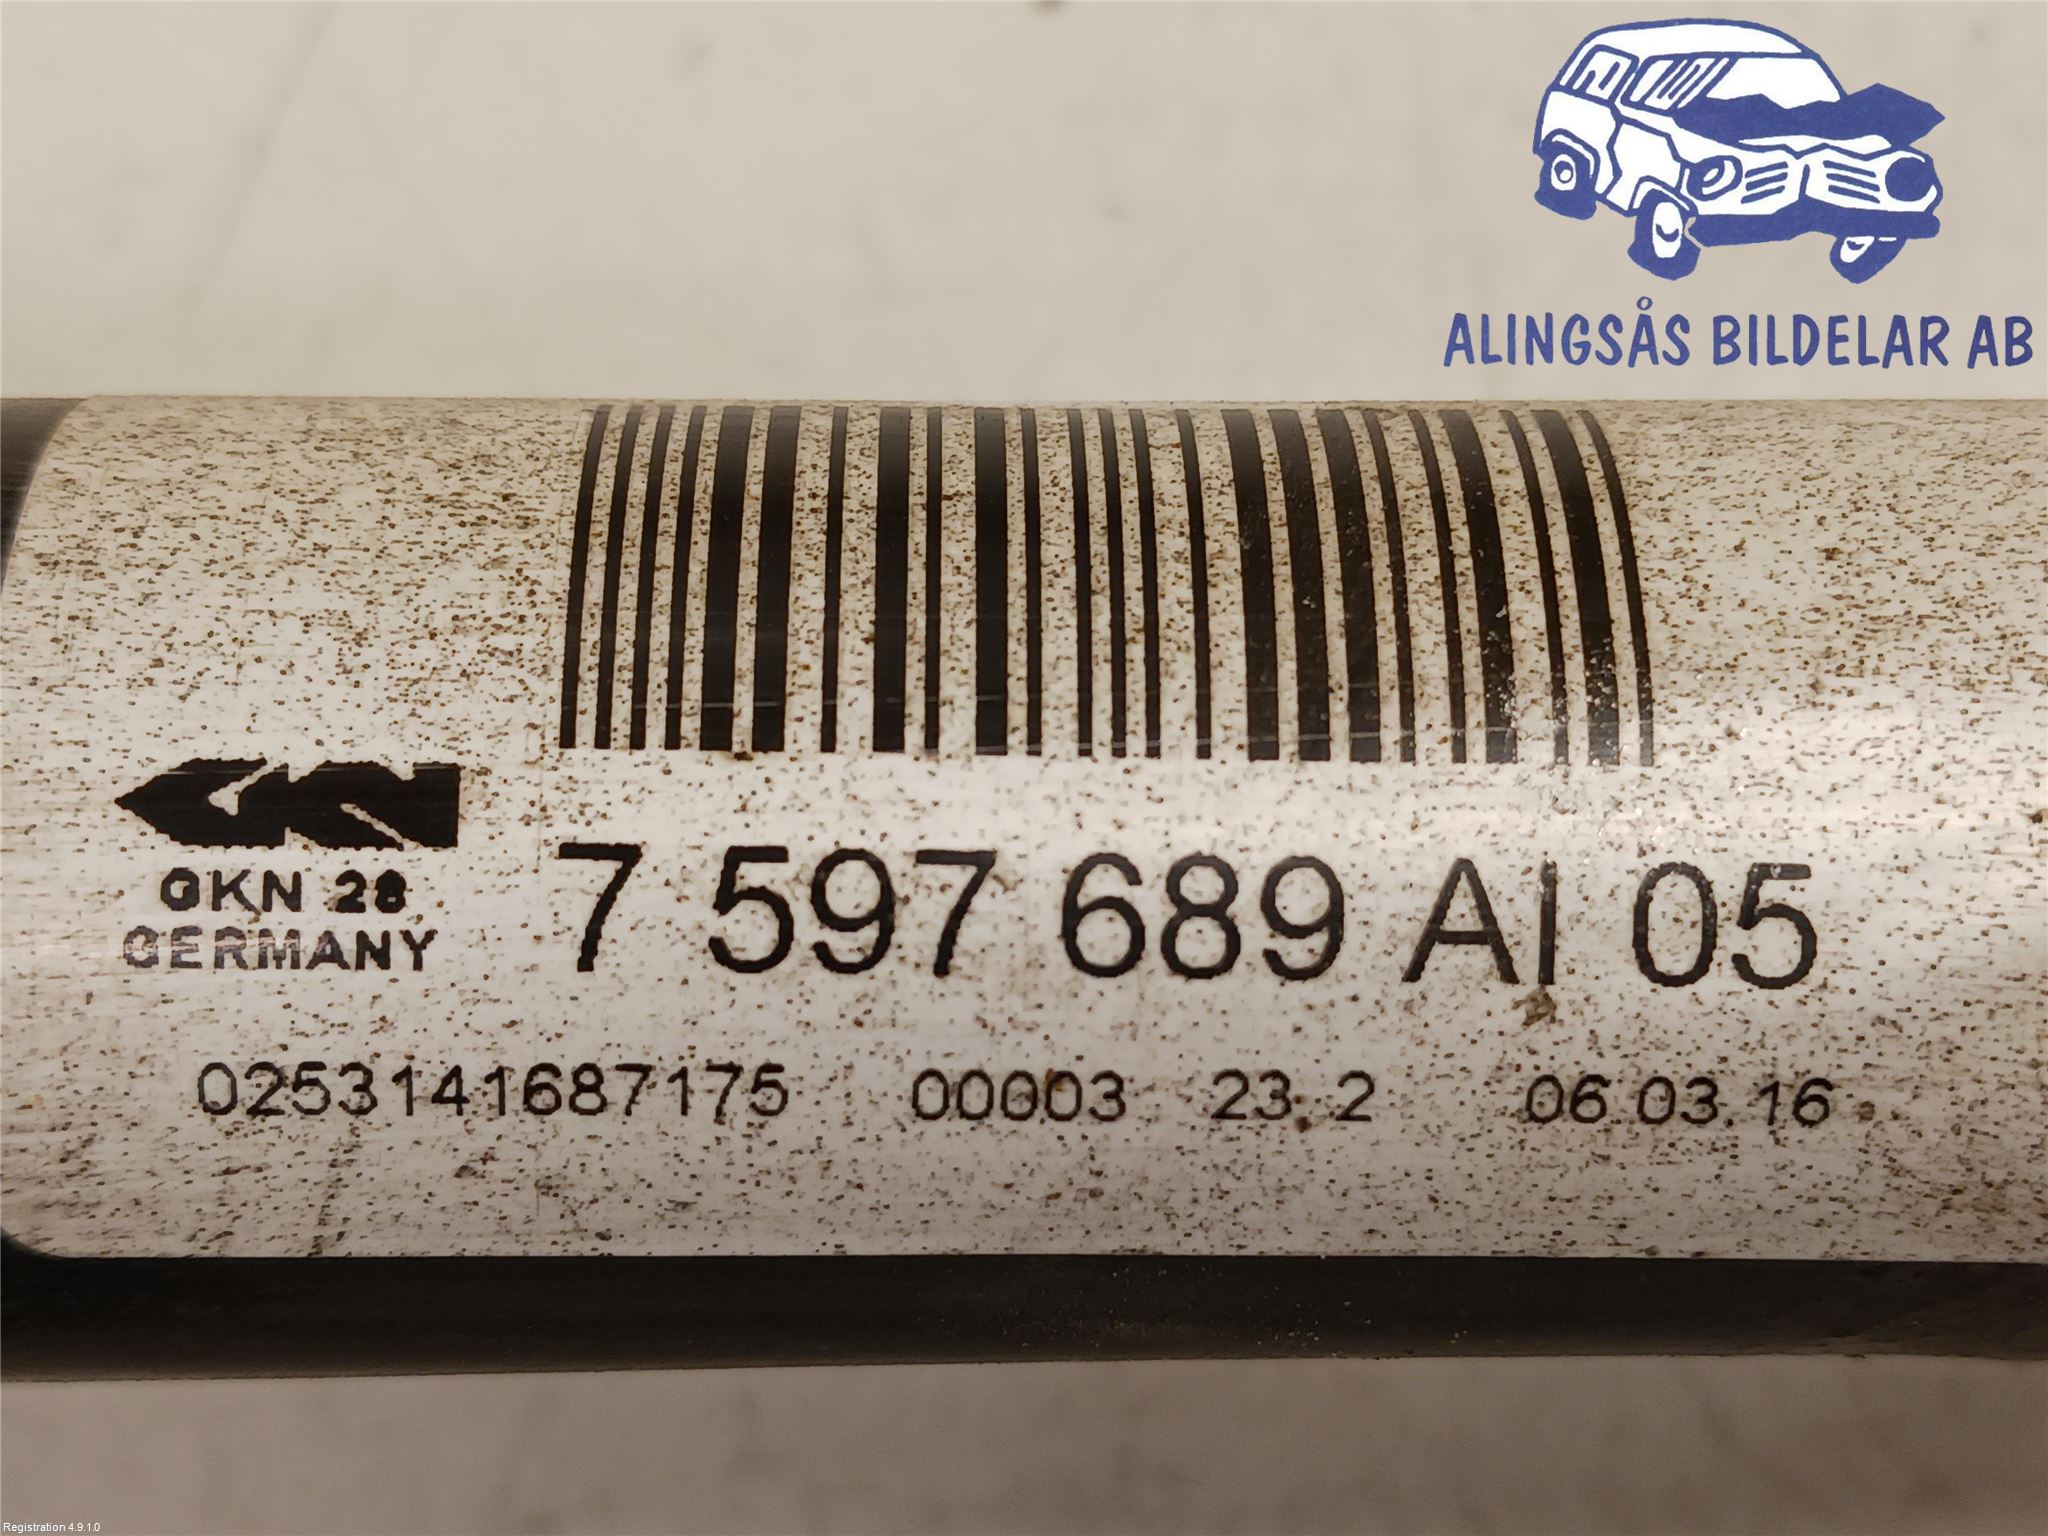 ALINGSÅS BILDELAR AB
GKN 28
GERMANY
7 597 689 AI 05
0253141687175 00003 23. 2 06.03.16
Registration 4.9.1.0